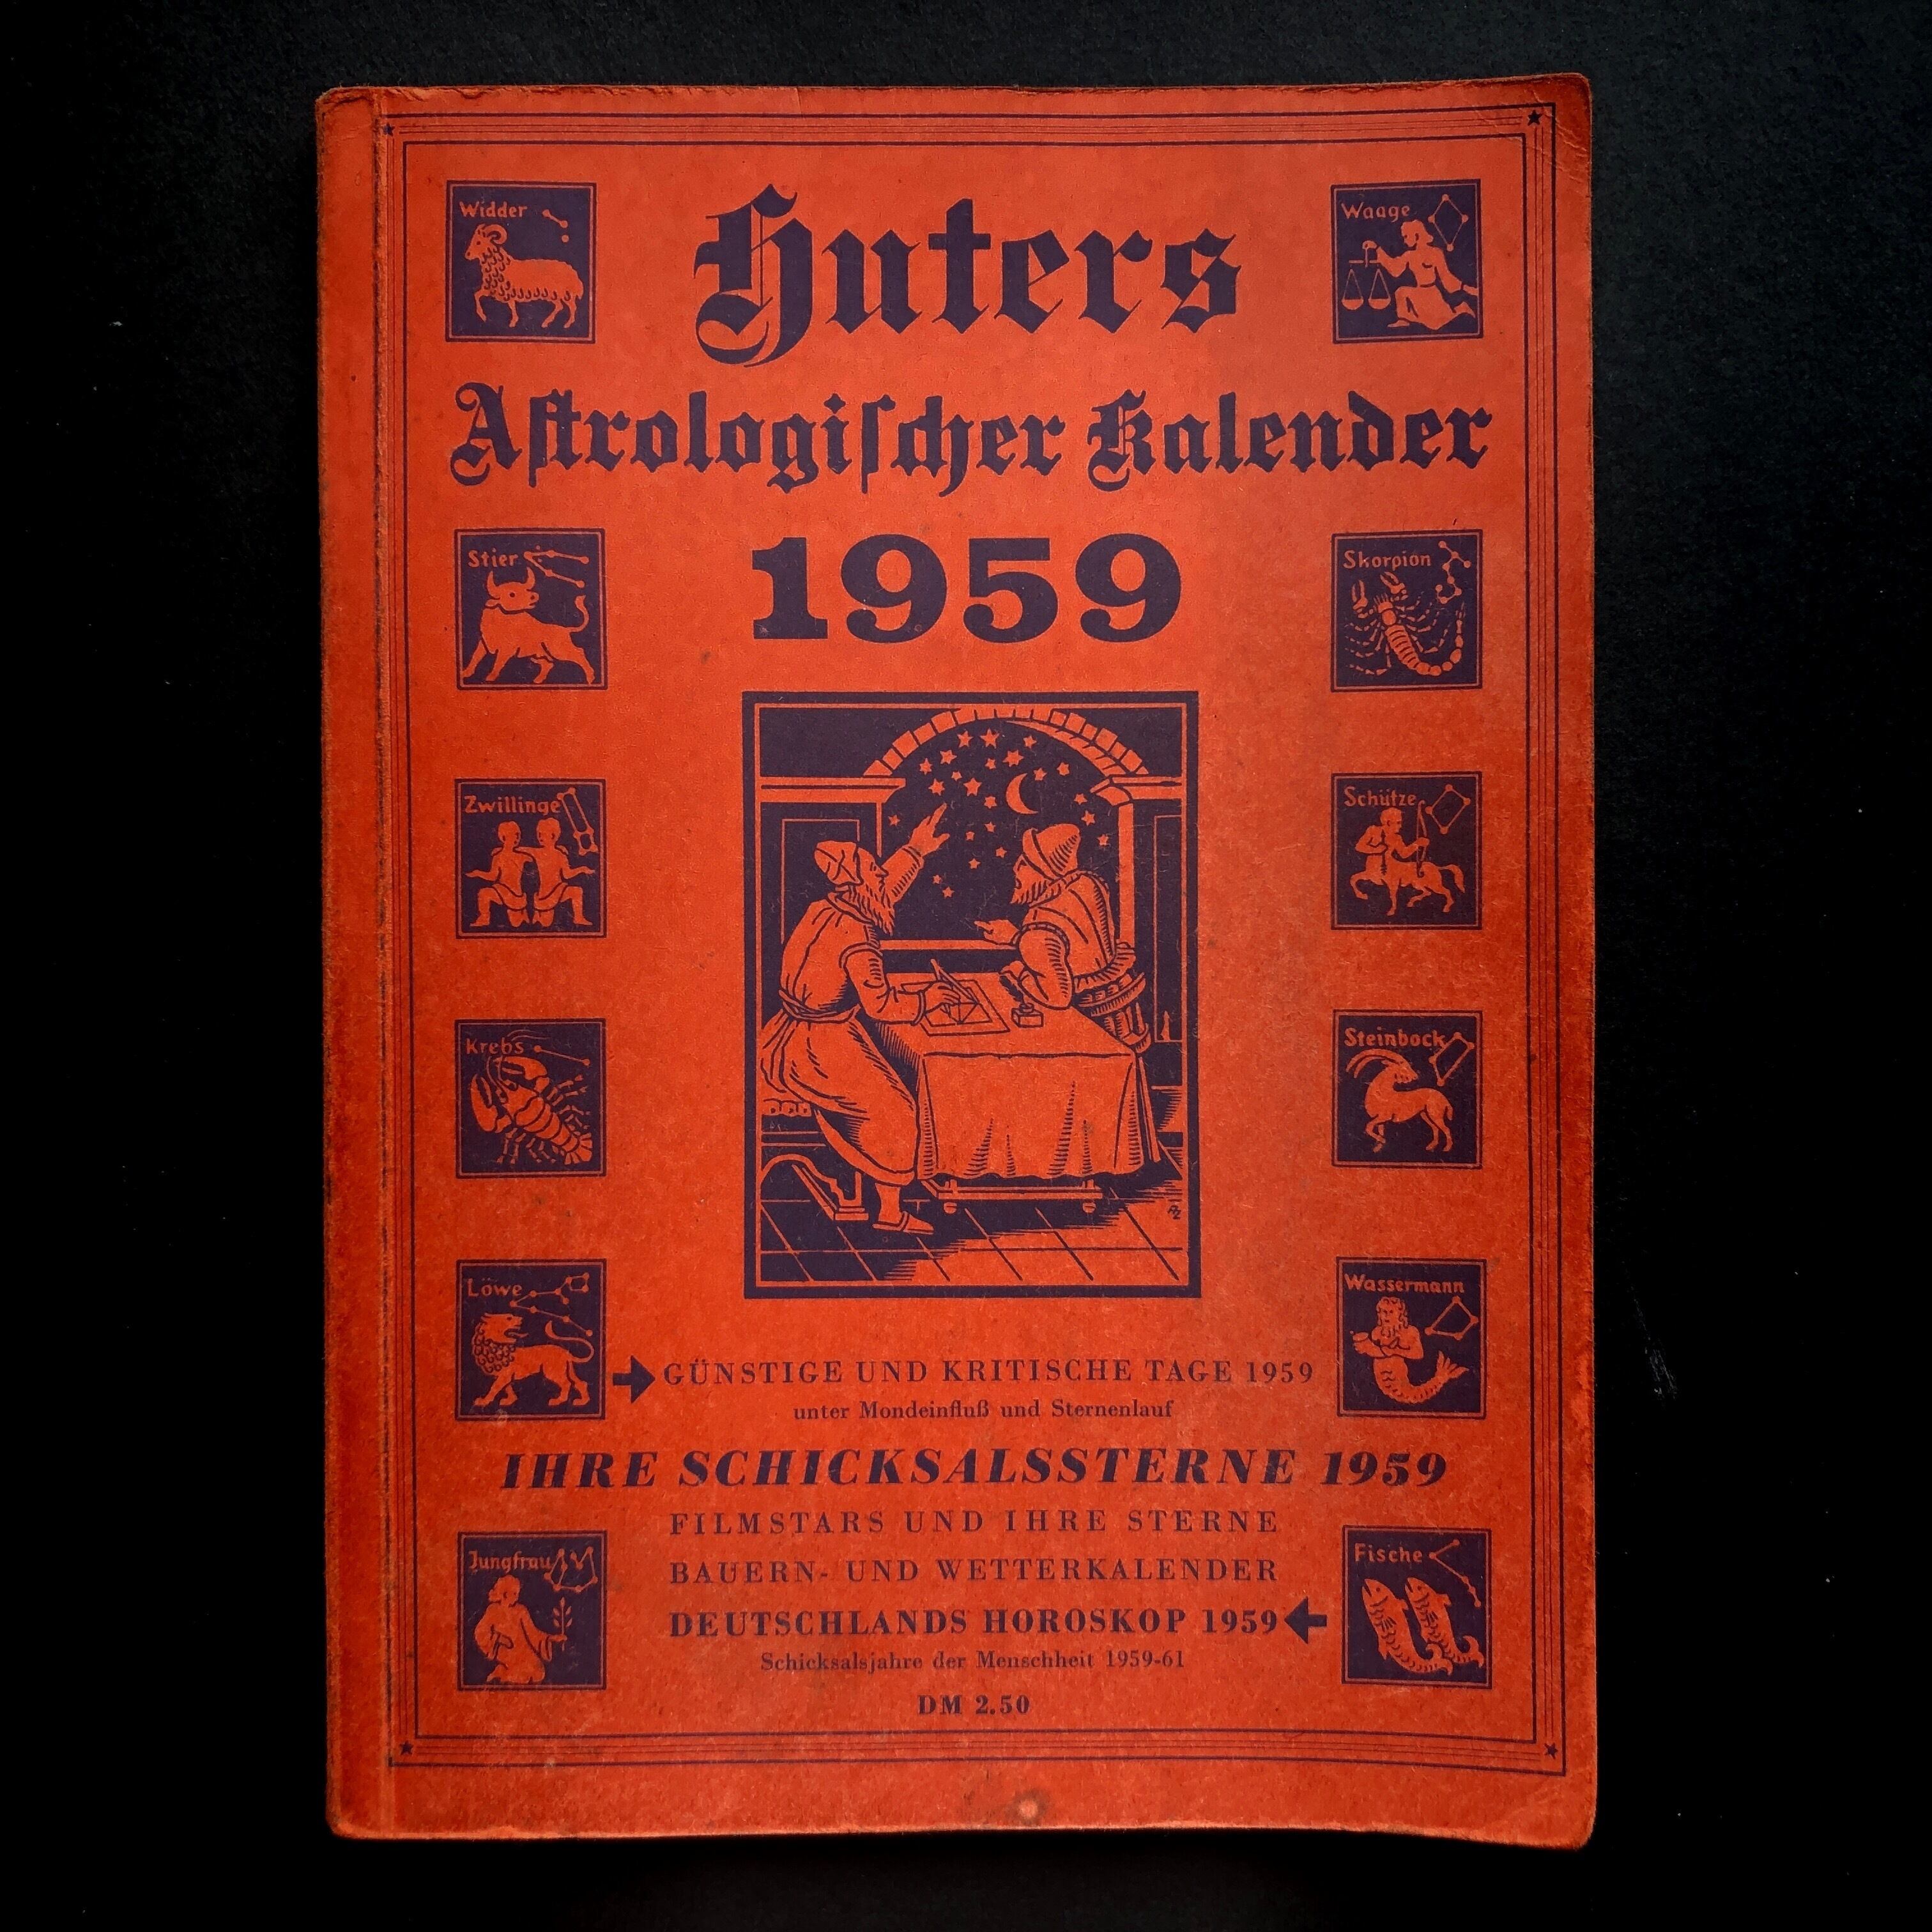 Huters
Astrologischer Kalender
1959
Widder
Stier
Zwillinge
Krebs
Löwe
Jungfrau
Waage
Skorpion
Schütze
Steinbock
Wassermann
Fische
GÜNSTIGE UND KRITISCHE TAGE 1959
unter Mondeinfluß und Sternenlauf
IHRE SCHICKSALSSTERNE 1959
FILMSTARS UND IHRE STERNE
BAUERN- UND WETTERKALENDER
DEUTSCHLANDS HOROSKOP 1959
Schicksalsjahre der Menschheit 1959-61
DM 2.50